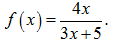 f(x) = 4x / (3x+5).